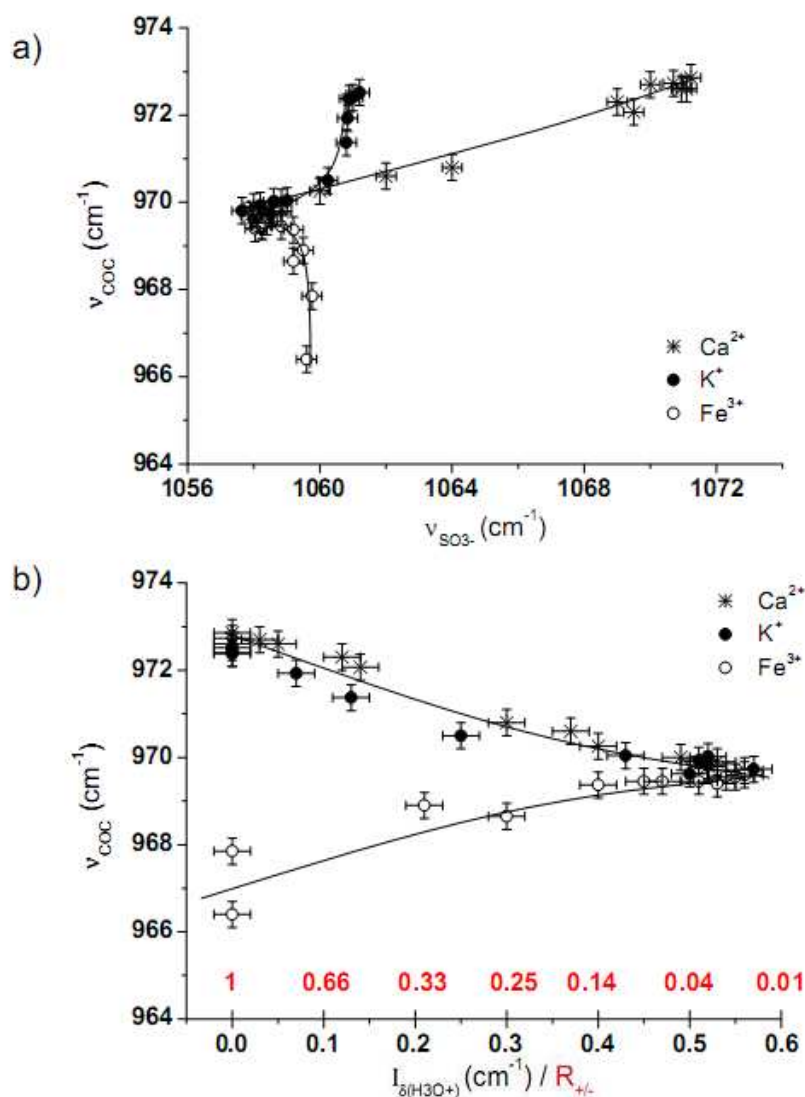 a)
974
972
970
968
966
964
ν_COC (cm⁻¹)
Ca²⁺
K⁺
Fe³⁺
1056 1060 1064 1068 1072
ν_SO3- (cm⁻¹)
b)
974
972
970
968
966
964
ν_COC (cm⁻¹)
Ca²⁺
K⁺
Fe³⁺
1 0.66 0.33 0.25 0.14 0.04 0.01
0.0 0.1 0.2 0.3 0.4 0.5 0.6
I_δ(H3O+) (cm⁻¹) / R_+/-